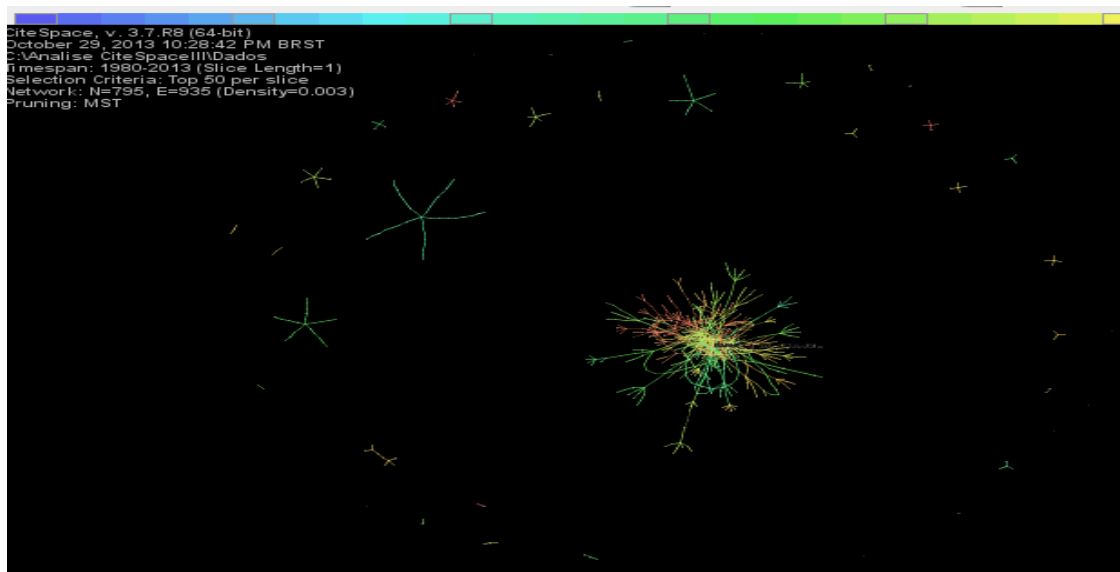 CiteSpace, v. 3.7.R8 (64-bit)
October 29, 2013 10:28:42 PM BRST
C:\Analise CiteSpaceIII\Dados
Timespan: 1980-2013 (Slice Length=1)
Selection Criteria: Top 50 per slice
Network: N=795, E=935 (Density=0.003)
Pruning: MST